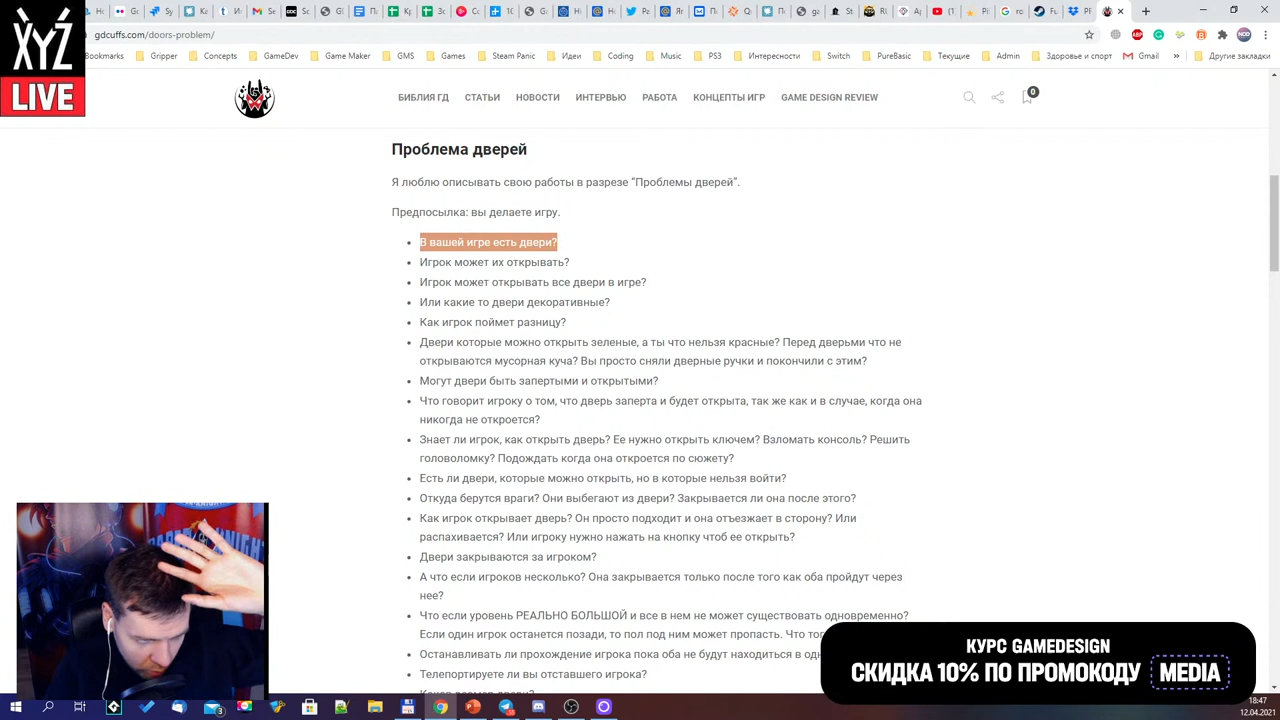 XYZ
LIVE
gdcuffs.com/doors-problem/
Bookmarks Gripper Concepts GameDev Game Maker GMS Games Steam Panic Идеи Coding Music PS3 Интересности Switch PureBasic Текущие Admin Здоровье и спорт Gmail » Другие закладки
БИБЛИЯ ГД СТАТЬИ НОВОСТИ ИНТЕРВЬЮ РАБОТА КОНЦЕПТЫ ИГР GAME DESIGN REVIEW 0
Проблема дверей
Я люблю описывать свою работы в разрезе “Проблемы дверей”.
Предпосылка: вы делаете игру.
В вашей игре есть двери?
Игрок может их открывать?
Игрок может открывать все двери в игре?
Или какие то двери декоративные?
Как игрок поймет разницу?
Двери которые можно открыть зеленые, а ты что нельзя красные? Перед дверьми что не
открываются мусорная куча? Вы просто сняли дверные ручки и покончили с этим?
Могут двери быть запертыми и открытыми?
Что говорит игроку о том, что дверь заперта и будет открыта, так же как и в случае, когда она
никогда не откроется?
Знает ли игрок, как открыть дверь? Ее нужно открыть ключем? Взломать консоль? Решить
головоломку? Подождать когда она откроется по сюжету?
Есть ли двери, которые можно открыть, но в которые нельзя войти?
Откуда берутся враги? Они выбегают из двери? Закрывается ли она после этого?
Как игрок открывает дверь? Он просто подходит и она отъезжает в сторону? Или
распахивается? Или игроку нужно нажать на кнопку чтоб ее открыть?
Двери закрываются за игроком?
А что если игроков несколько? Она закрывается только после того как оба пройдут через
нее?
Что если уровень РЕАЛЬНО БОЛЬШОЙ и все в нем не может существовать одновременно?
Если один игрок останется позади, то пол под ним может пропасть. Что
Останавливать ли прохождение игрока пока оба не будут находиться в
Телепортируете ли вы отставшего игрока?
КУРС GAMEDESIGN
СКИДКА 10% ПО ПРОМОКОДУ MEDIA
18:47
12.04.2021